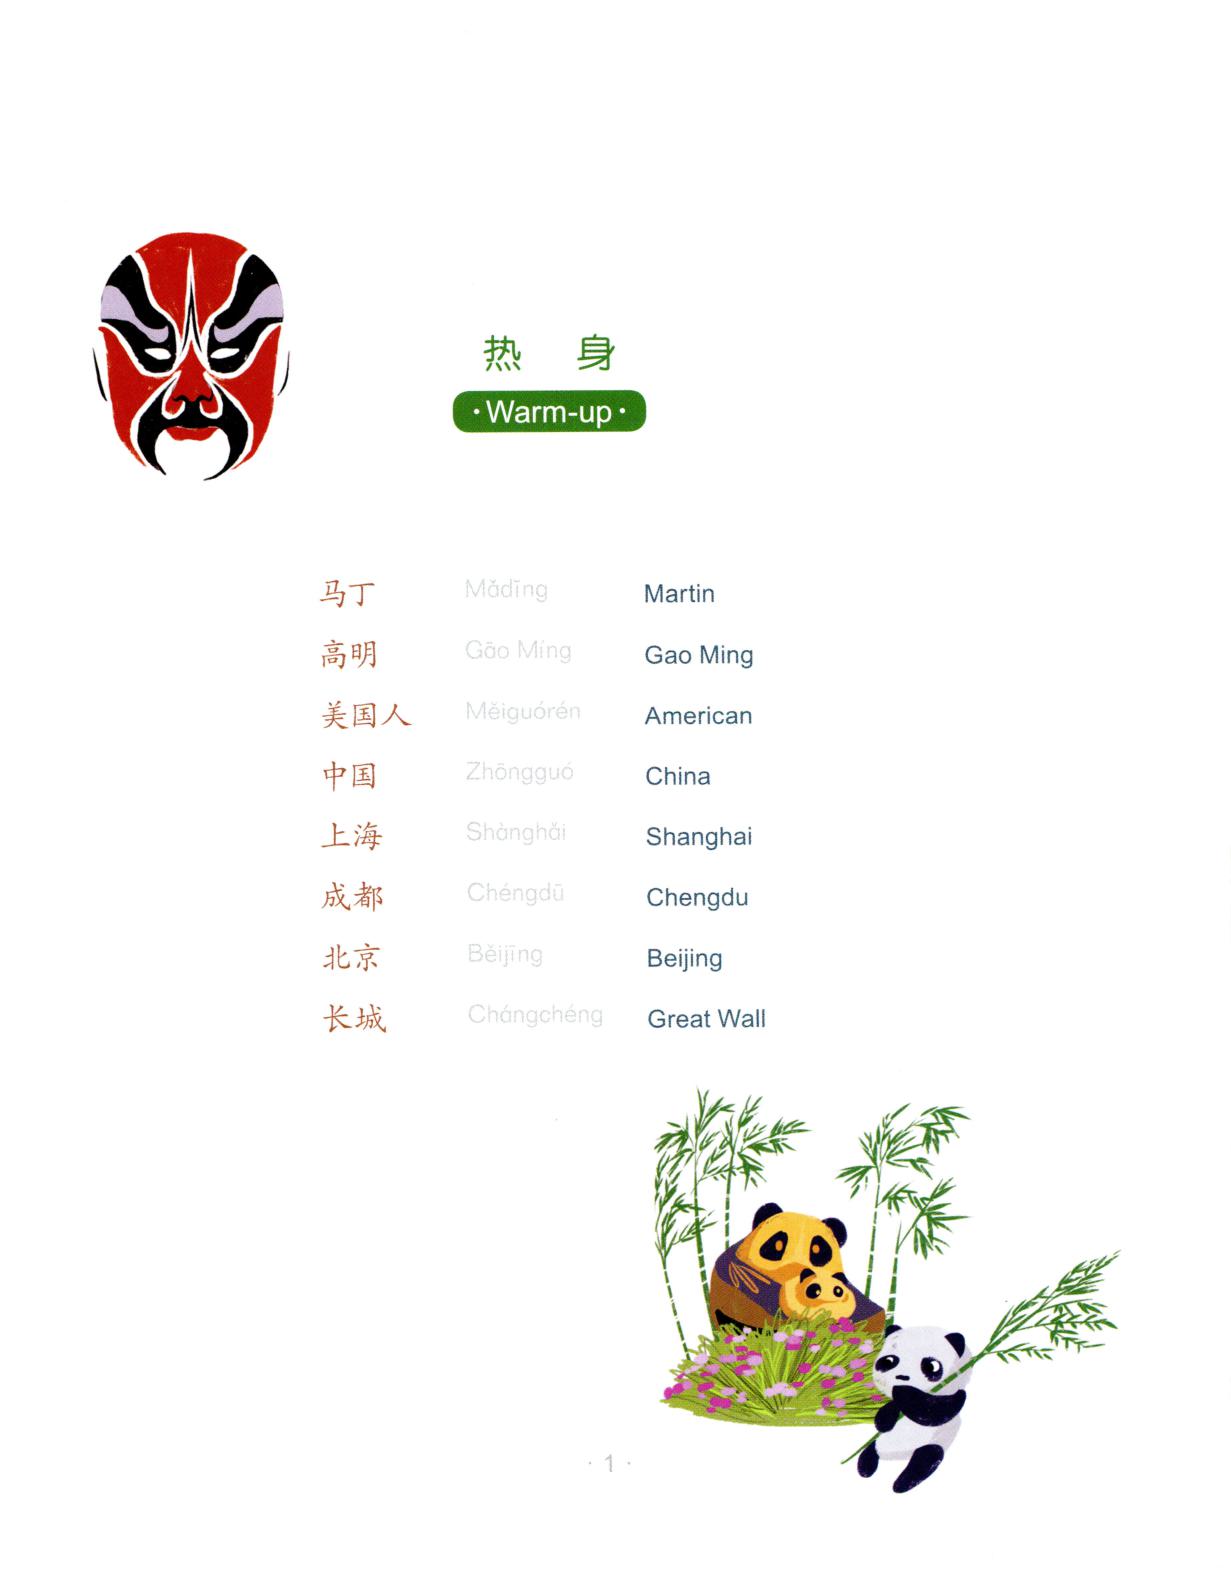 热 身
·Warm-up·
马丁 Mǎdīng Martin
高明 Gāo Míng Gao Ming
美国人 Měiguórén American
中国 Zhōngguó China
上海 Shànghǎi Shanghai
成都 Chéngdū Chengdu
北京 Běijīng Beijing
长城 Chángchéng Great Wall
· 1 ·